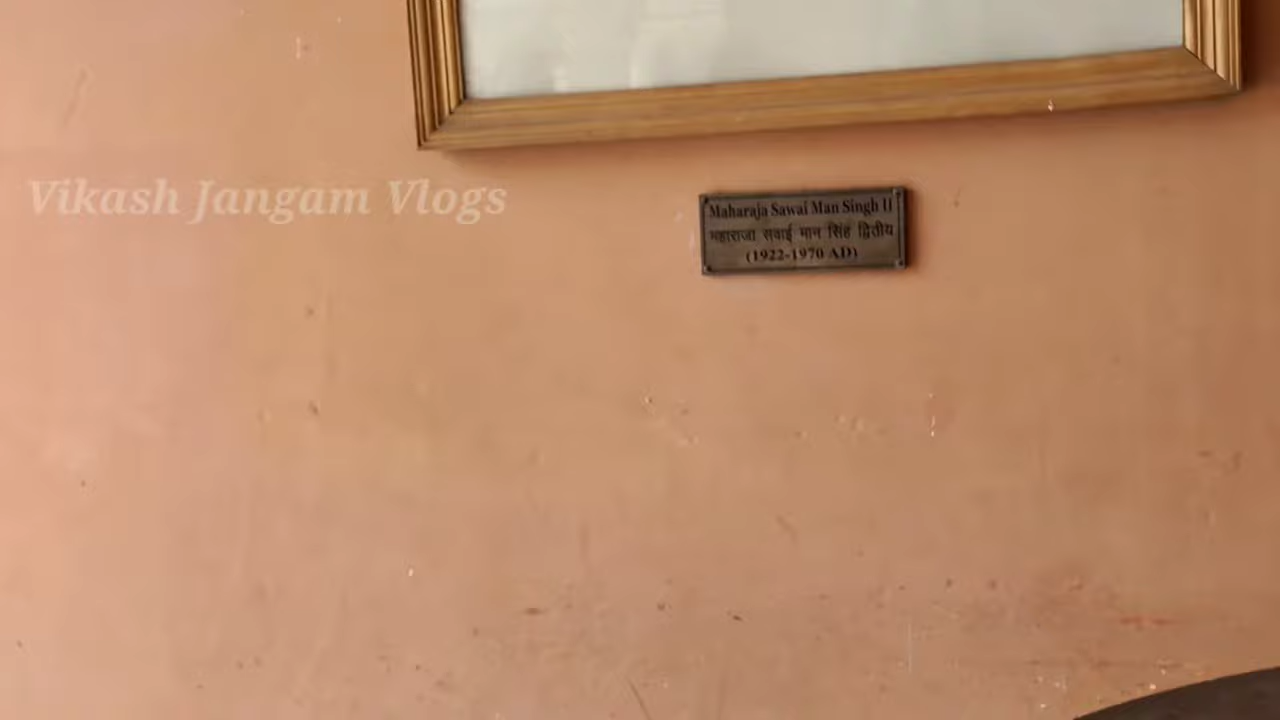 Vikash Jangam Vlogs
Maharaja Sawai Man Singh II
महाराजा सवाई मान सिंह द्वितीय
(1922-1970 AD)